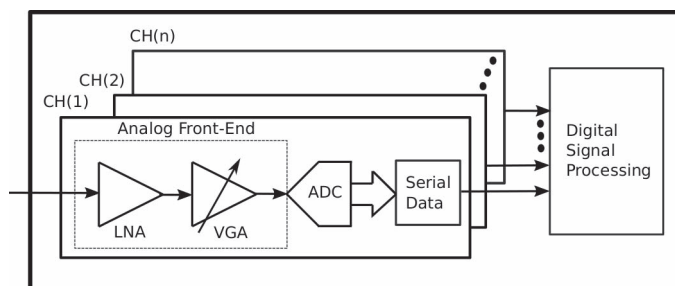 CH(n)
CH(2)
CH(1)
Analog Front-End
LNA
VGA
ADC
Serial
Data
Digital
Signal
Processing